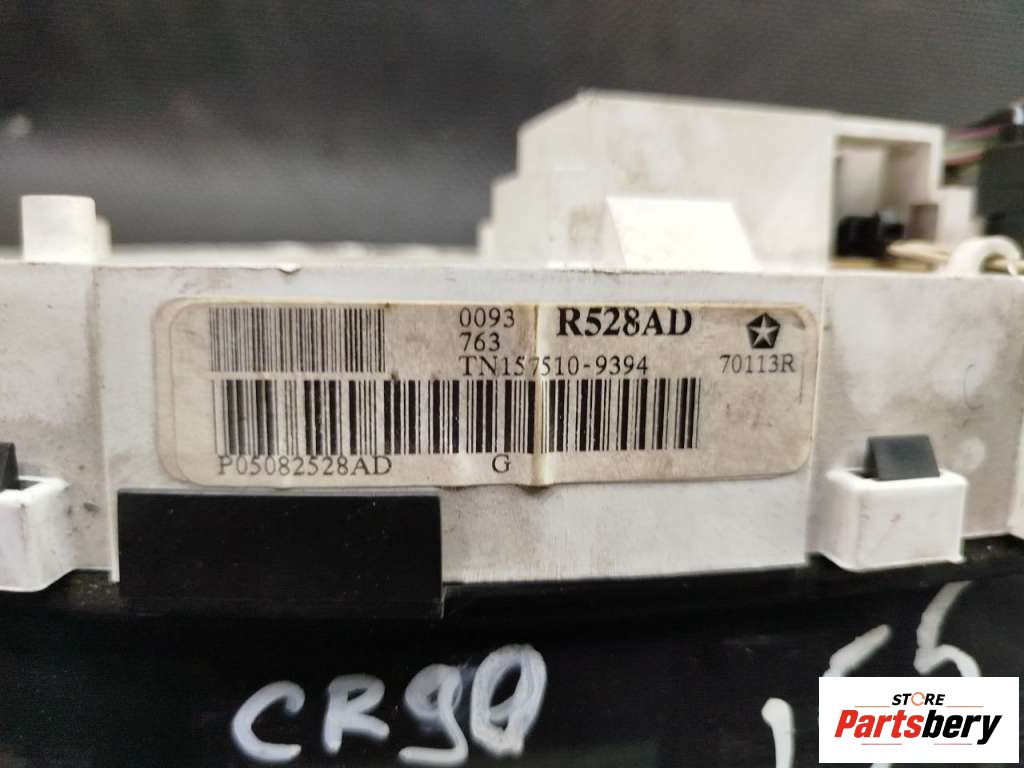 0093 R528AD
763
TN157510-9394 70113R
P05082528AD G
CR90
STORE
Partsbery